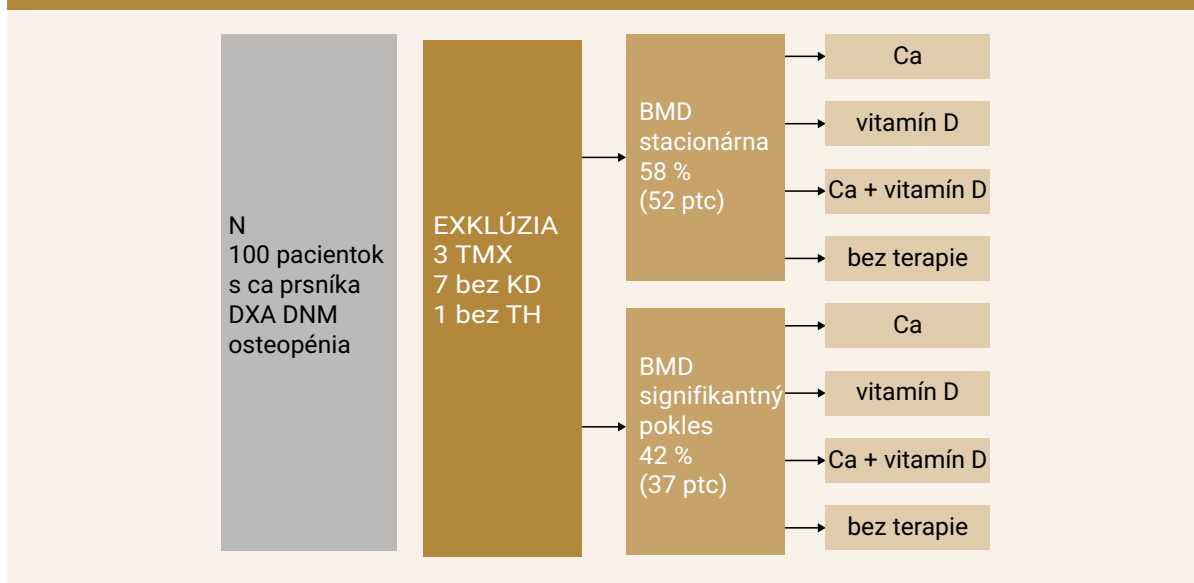 N
100 pacientok
s ca prsníka
DXA DNM
osteopénia
EXKLÚZIA
3 TMX
7 bez KD
1 bez TH
BMD
stacionárna
58 %
(52 ptc)
Ca
vitamín D
Ca + vitamín D
bez terapie
BMD
signifikantný
pokles
42 %
(37 ptc)
Ca
vitamín D
Ca + vitamín D
bez terapie